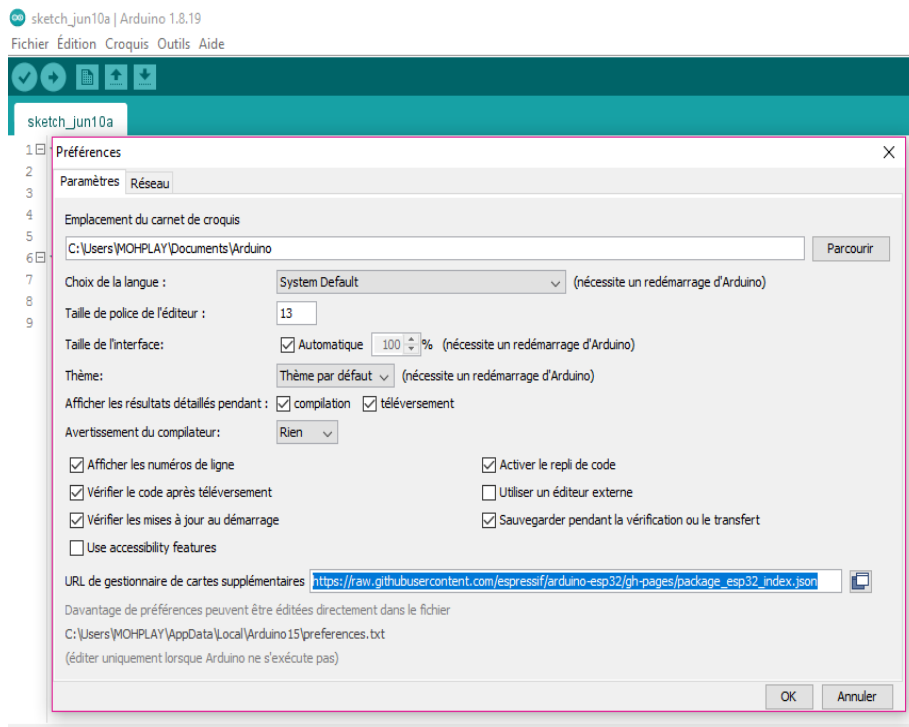 sketch_jun10a | Arduino 1.8.19
Fichier Édition Croquis Outils Aide
sketch_jun10a
1
2
3
4
5
6
7
8
9
Préférences
Paramètres Réseau
Emplacement du carnet de croquis
C:\Users\MOHPLAY\Documents\Arduino Parcourir
Choix de la langue : System Default (nécessite un redémarrage d'Arduino)
Taille de police de l'éditeur : 13
Taille de l'interface: Automatique 100 % (nécessite un redémarrage d'Arduino)
Thème: Thème par défaut (nécessite un redémarrage d'Arduino)
Afficher les résultats détaillés pendant : compilation téléversement
Avertissement du compilateur: Rien
Afficher les numéros de ligne Activer le repli de code
Vérifier le code après téléversement Utiliser un éditeur externe
Vérifier les mises à jour au démarrage Sauvegarder pendant la vérification ou le transfert
Use accessibility features
URL de gestionnaire de cartes supplémentaires https://raw.githubusercontent.com/espressif/arduino-esp32/gh-pages/package_esp32_index.json
Davantage de préférences peuvent être éditées directement dans le fichier
C:\Users\MOHPLAY\AppData\Local\Arduino15\preferences.txt
(éditer uniquement lorsque Arduino ne s'exécute pas)
OK Annuler